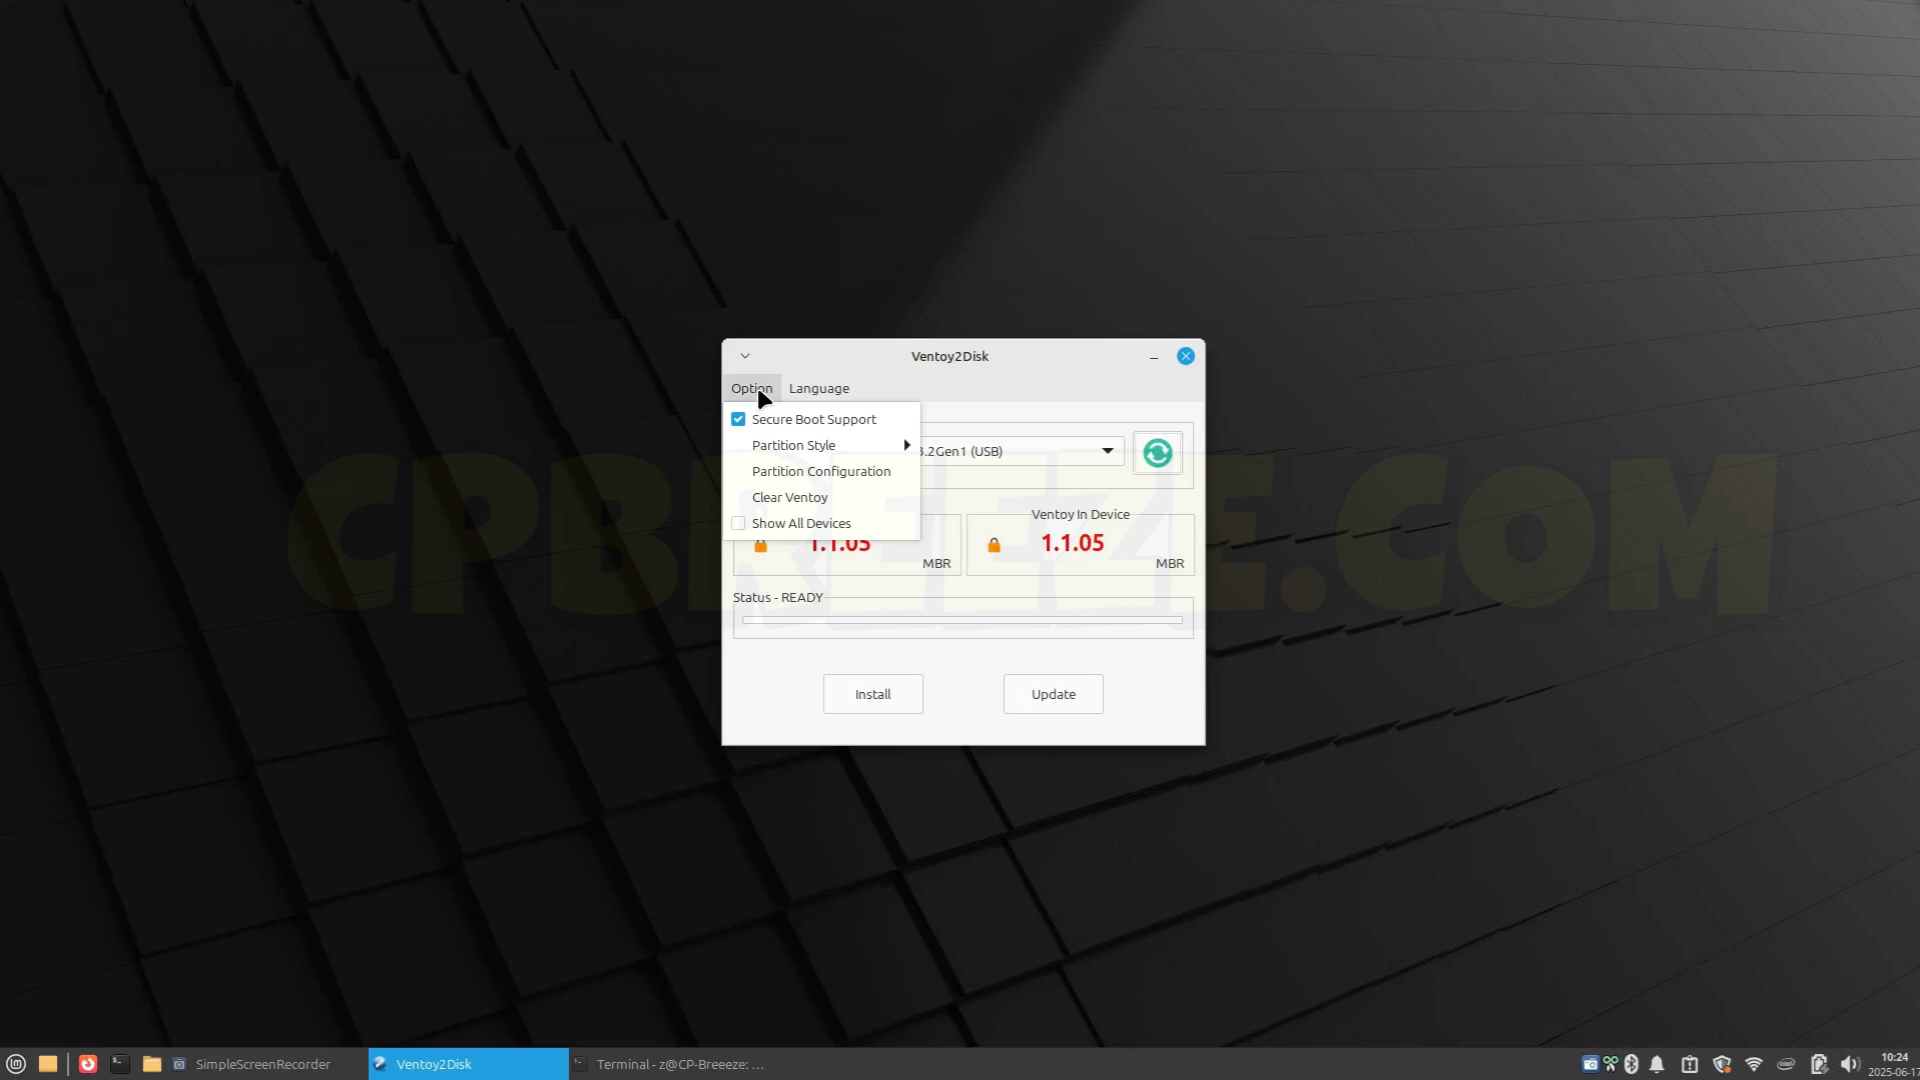 Ventoy2Disk
Option Language
Secure Boot Support
Partition Style
3.2Gen1 (USB)
Partition Configuration
Clear Ventoy
Show All Devices
Ventoy In Device
1.1.05
MBR
1.1.05
MBR
Status - READY
Install
Update
CPBREEZE.COM
SimpleScreenRecorder
Ventoy2Disk
Terminal - z@CP-Breeeze: ...
10:24
2025-06-17